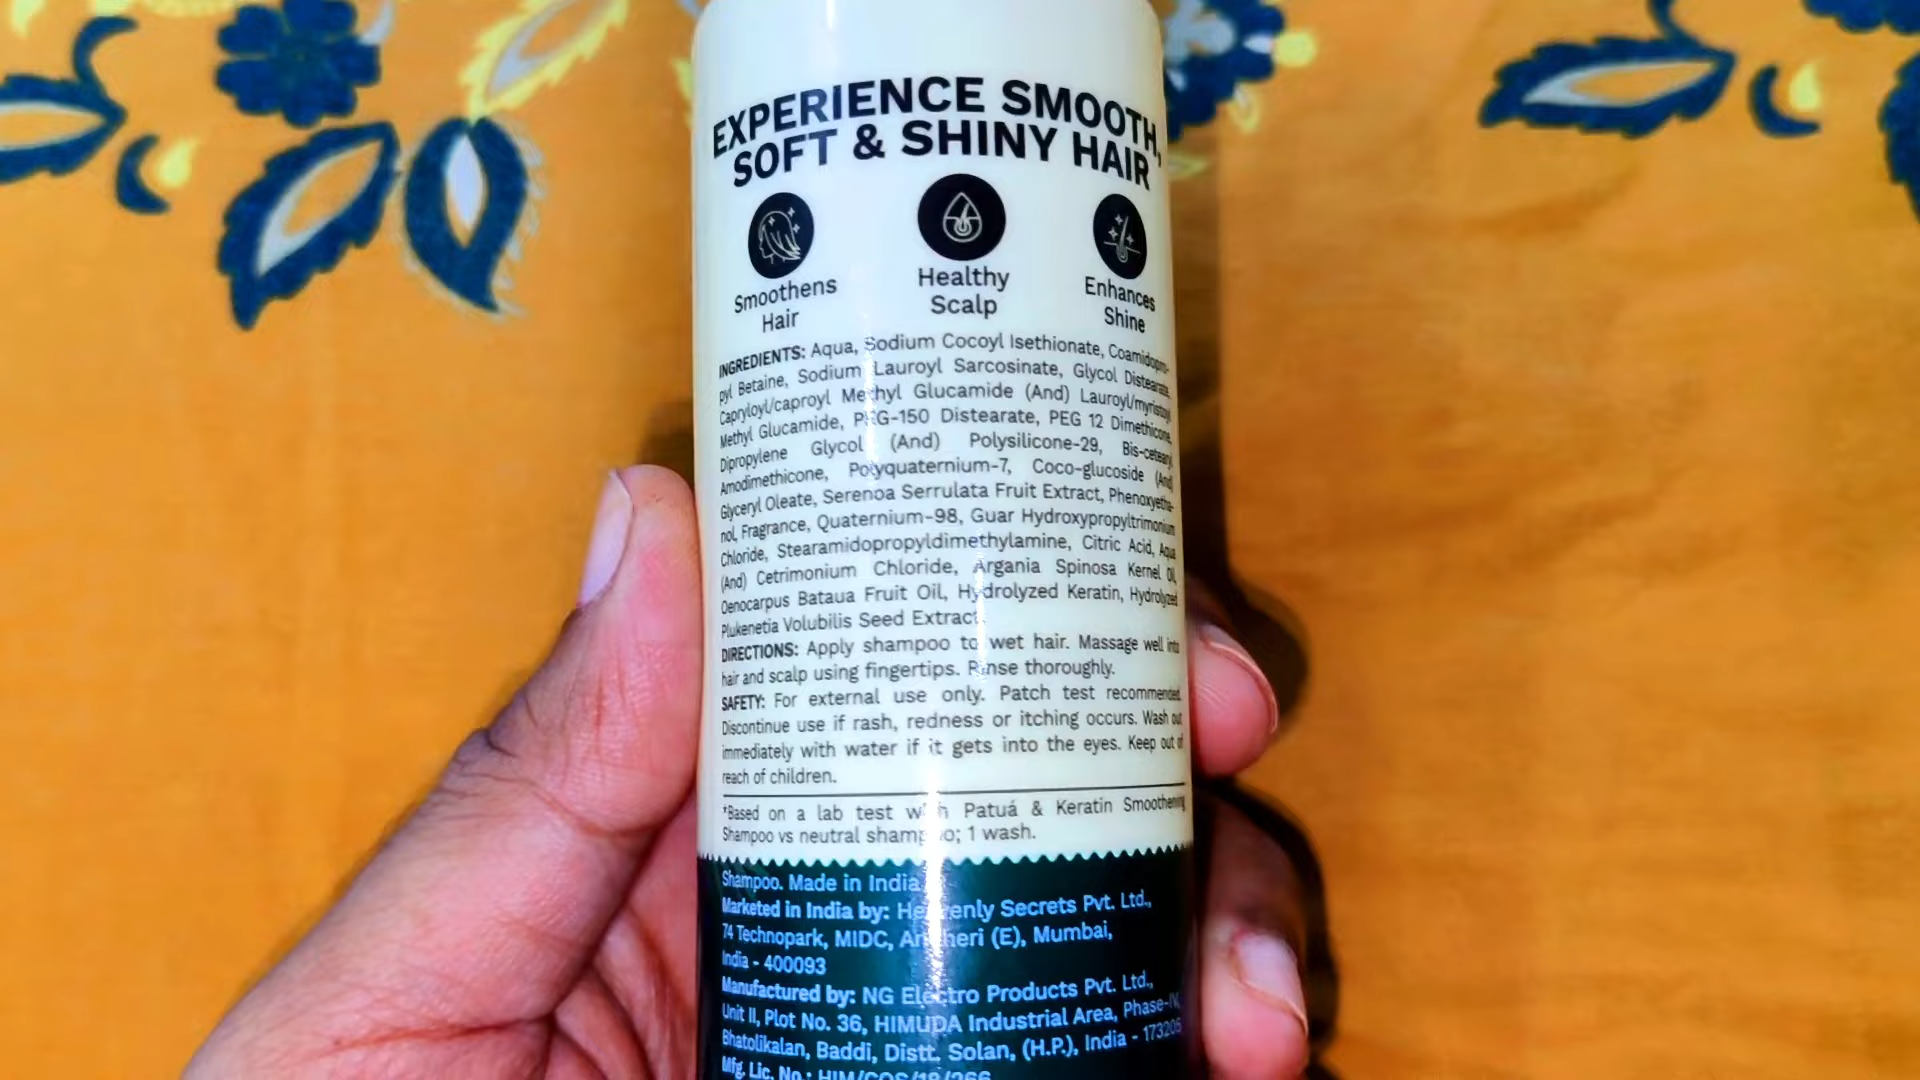 EXPERIENCE SMOOTH,
SOFT & SHINY HAIR
Smoothens
Hair
Healthy
Scalp
Enhances
Shine
INGREDIENTS: Aqua, Sodium Cocoyl Isethionate, Coamidopro-
pyl Betaine, Sodium Lauroyl Sarcosinate, Glycol Distearate,
Capryloyl/caproyl Methyl Glucamide (And) Lauroyl/myristoyl
Methyl Glucamide, PEG-150 Distearate, PEG 12 Dimethicone,
Dipropylene Glycol (And) Polysilicone-29, Bis-cetearyl
Amodimethicone, Polyquaternium-7, Coco-glucoside (And)
Glyceryl Oleate, Serenoa Serrulata Fruit Extract, Phenoxyetha-
nol, Fragrance, Quaternium-98, Guar Hydroxypropyltrimonium
Chloride, Stearamidopropyldimethylamine, Citric Acid, Aqua
(And) Cetrimonium Chloride, Argania Spinosa Kernel Oil,
Oenocarpus Bataua Fruit Oil, Hydrolyzed Keratin, Hydrolyzed
Plukenetia Volubilis Seed Extract.
DIRECTIONS: Apply shampoo to wet hair. Massage well into
hair and scalp using fingertips. Rinse thoroughly.
SAFETY: For external use only. Patch test recommended.
Discontinue use if rash, redness or itching occurs. Wash out
immediately with water if it gets into the eyes. Keep out of
reach of children.
*Based on a lab test with Patuá & Keratin Smoothening
Shampoo vs neutral shampoo; 1 wash.
Shampoo. Made in India
Marketed in India by: Heavenly Secrets Pvt. Ltd.,
74 Technopark, MIDC, Andheri (E), Mumbai,
India - 400093
Manufactured by: NG Electro Products Pvt. Ltd.,
Unit II, Plot No. 36, HIMUDA Industrial Area, Phase-IV,
Bhatolikalan, Baddi, Distt. Solan, (H.P.), India - 173205
Mfg. Lic. No.: HIM/COS/18/266